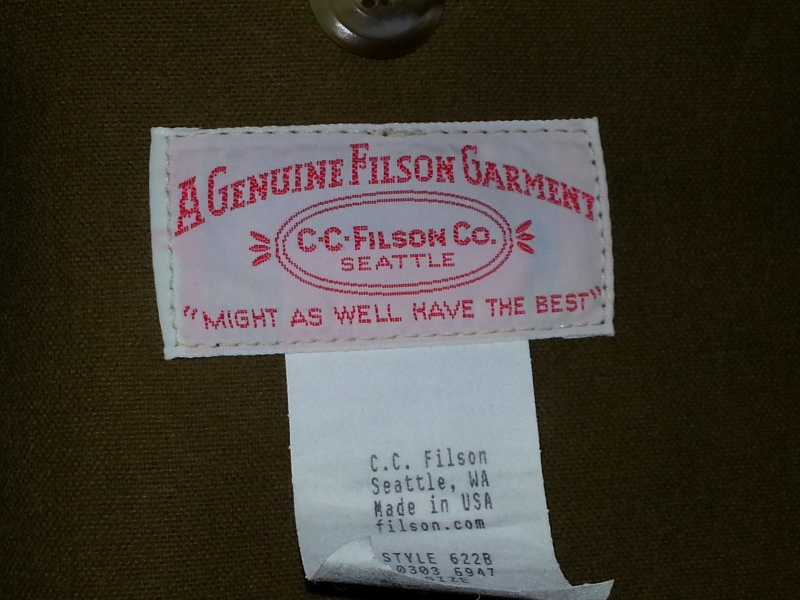 A GENUINE FILSON GARMENT
C·C·FILSON CO.
SEATTLE
"MIGHT AS WELL HAVE THE BEST"
C.C. Filson
Seattle, WA
Made in USA
filson.com
STYLE 622B
0303 6947
SIZE